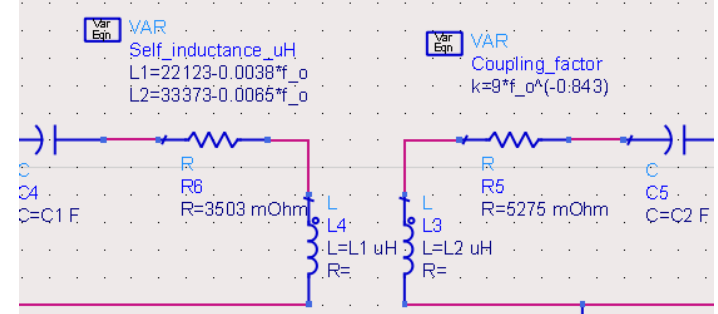 Var
Eqn
VAR
Self_inductance_uH
L1=22123-0.0038*f_o
L2=33373-0.0065*f_o
Var
Eqn
VAR
Coupling_factor
k=9*f_o^(-0.843)
C
C4
C=C1 F
R
R6
R=3503 mOhm
L
L4
L=L1 uH
R=
L
L3
L=L2 uH
R=
R
R5
R=5275 mOhm
C
C5
C=C2 F